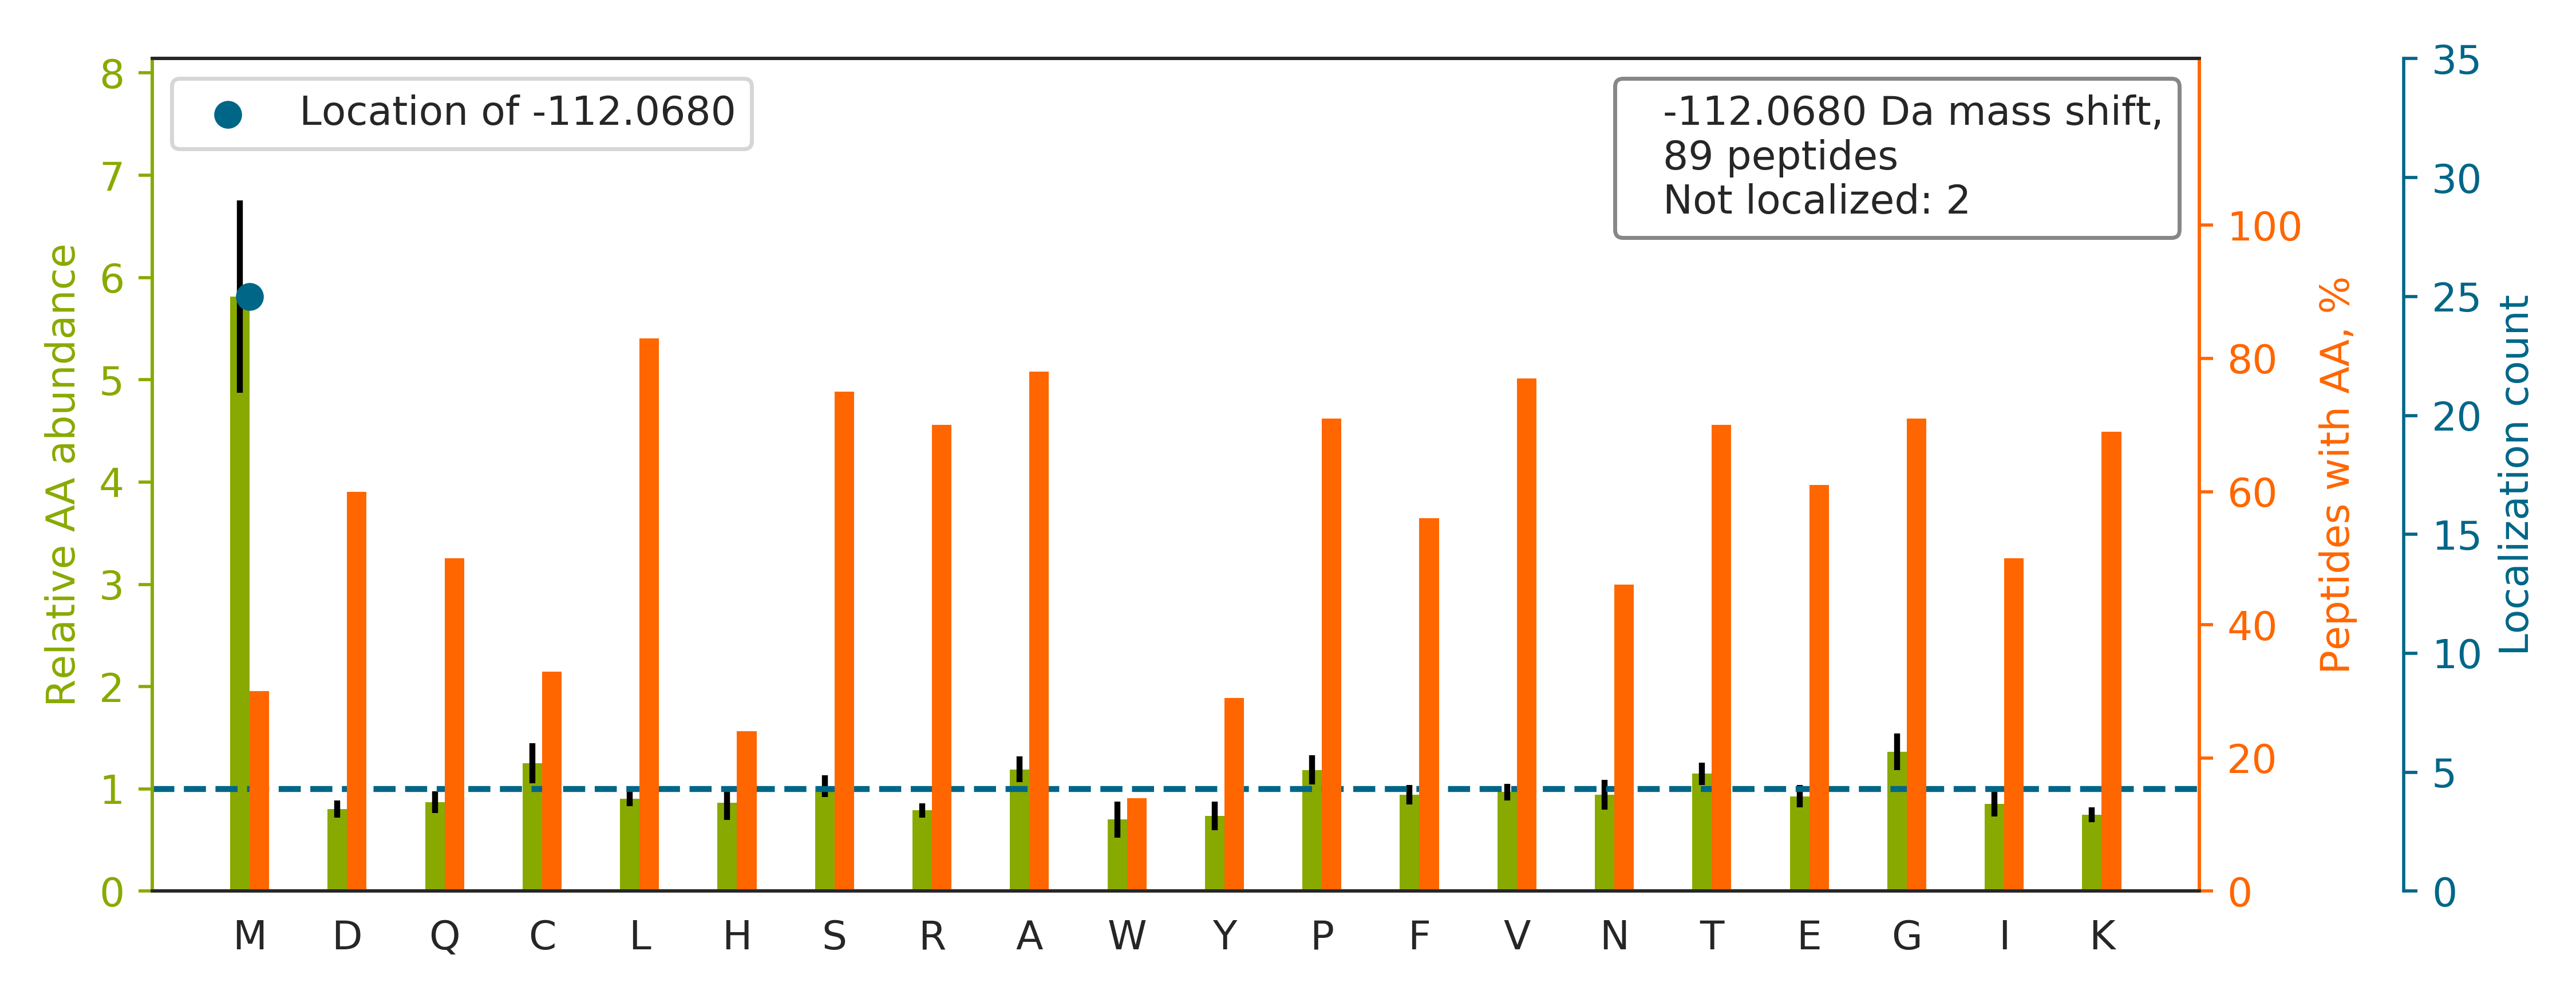 Location of -112.0680
-112.0680 Da mass shift,
89 peptides
Not localized: 2
Relative AA abundance
8
7
6
5
4
3
2
1
0
M D Q C L H S R A W Y P F V N T E G I K
100
80
60
40
20
0
Peptides with AA, %
35
30
25
20
15
10
5
0
Localization count